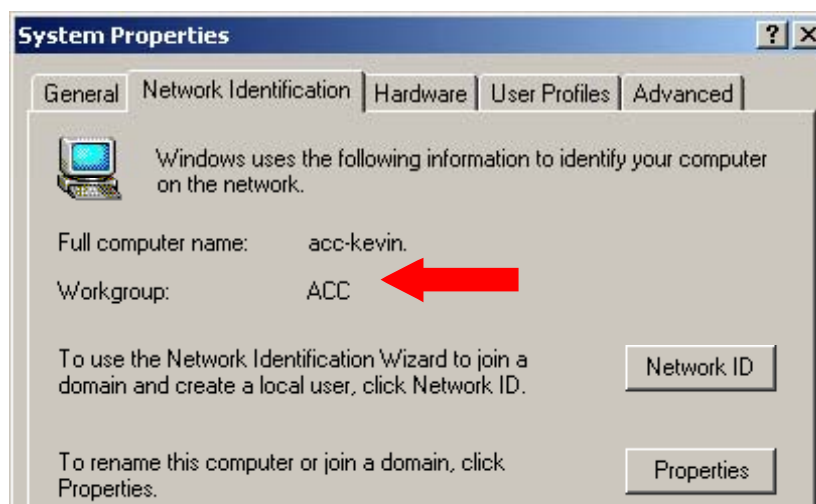 System Properties
General Network Identification Hardware User Profiles Advanced
Windows uses the following information to identify your computer
on the network.
Full computer name: acc-kevin.
Workgroup: ACC
To use the Network Identification Wizard to join a
domain and create a local user, click Network ID.
Network ID
To rename this computer or join a domain, click
Properties.
Properties